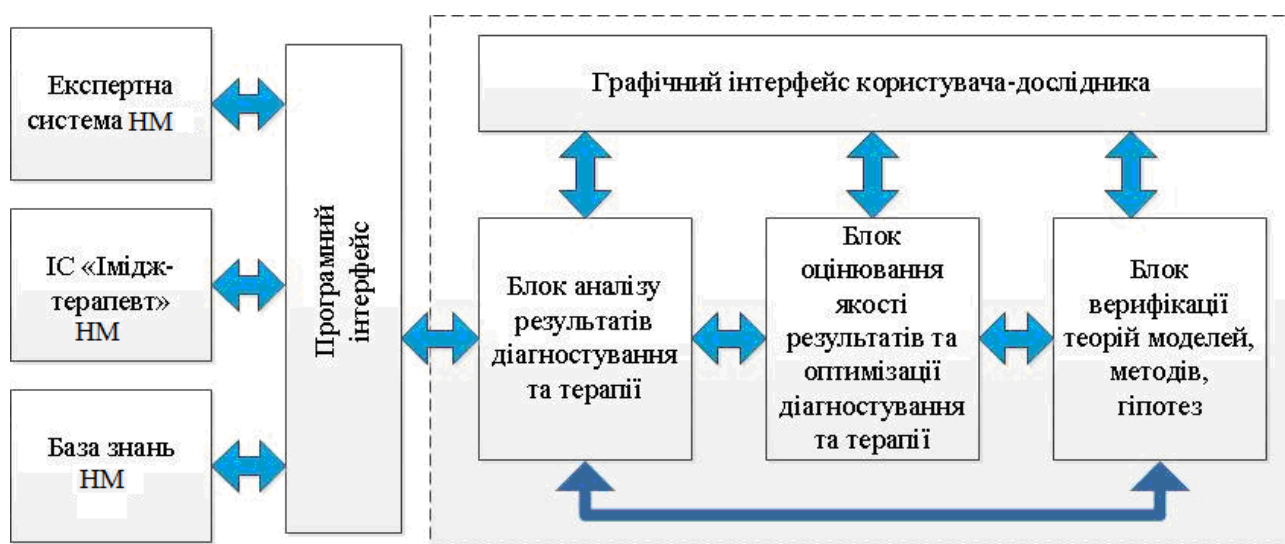 Експертна
система НМ
ІС «Імідж-
терапевт»
НМ
База знань
НМ
Програмний
інтерфейс
Графічний інтерфейс користувача-дослідника
Блок аналізу
результатів
діагностування
та терапії
Блок
оцінювання
якості
результатів та
оптимізації
діагностування
та терапії
Блок
верифікації
теорій моделей,
методів,
гіпотез